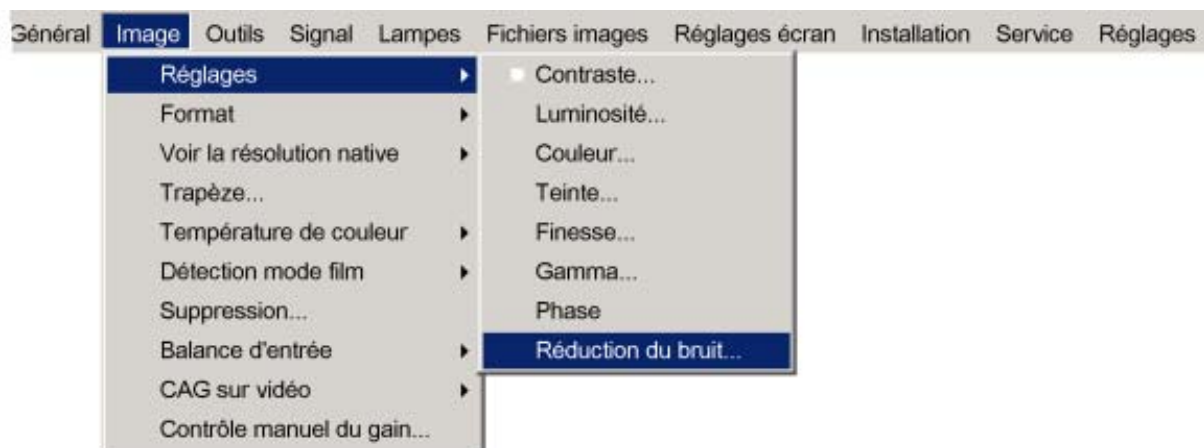 Général Image Outils Signal Lampes Fichiers images Réglages écran Installation Service Réglages
Réglages
Format
Voir la résolution native
Trapèze...
Température de couleur
Détection mode film
Suppression...
Balance d'entrée
CAG sur vidéo
Contrôle manuel du gain...
Contraste...
Luminosité...
Couleur...
Teinte...
Finesse...
Gamma...
Phase
Réduction du bruit...